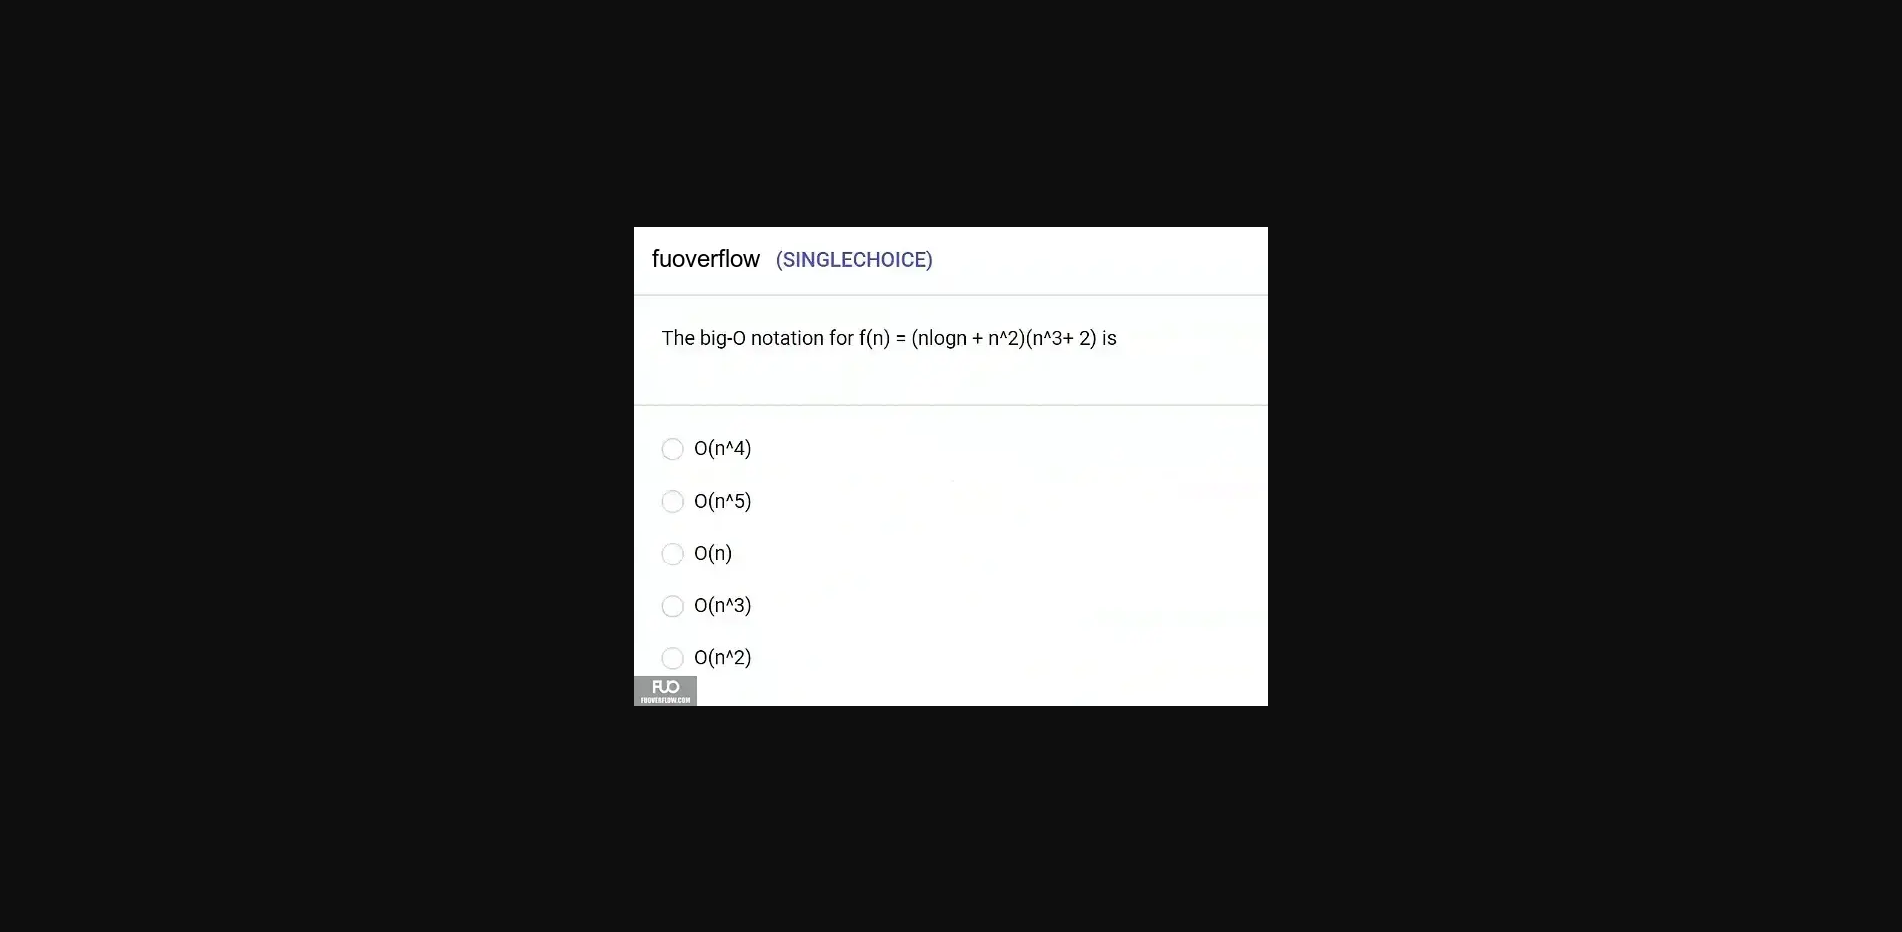 fuoverflow (SINGLECHOICE)
The big-O notation for f(n) = (nlogn + n^2)(n^3+ 2) is
O(n^4)
O(n^5)
O(n)
O(n^3)
O(n^2)
FUO
FUOVERFLOW.COM